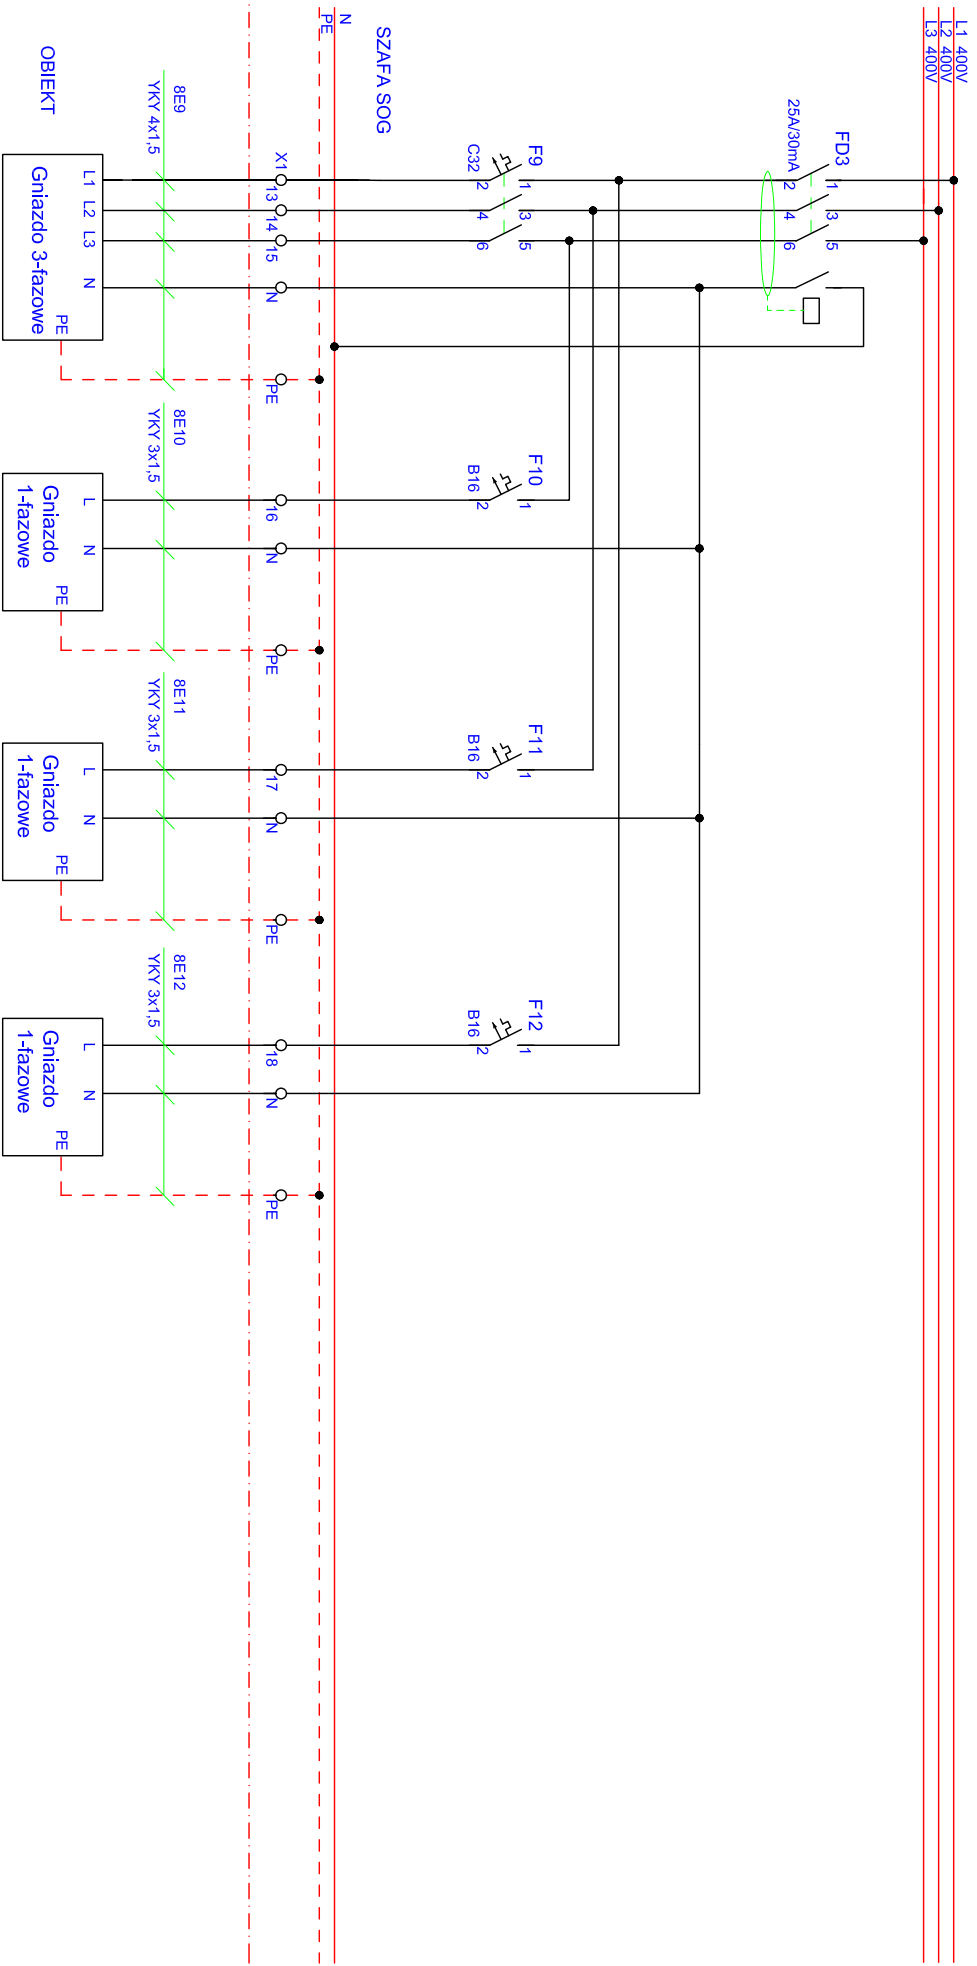 L1 400V
L2 400V
L3 400V
FD3
25A/30mA
1
3
5
2
4
6
F9
C32
1
3
5
2
4
6
F10
B16
1
2
F11
B16
1
2
F12
B16
1
2
SZAFA SOG
N
PE
X1
13
14
15
N
PE
16
N
PE
17
N
PE
18
N
PE
8E9
YKY 4x1,5
8E10
YKY 3x1,5
8E11
YKY 3x1,5
8E12
YKY 3x1,5
OBIEKT
L1
L2
L3
N
PE
Gniazdo 3-fazowe
L
N
PE
Gniazdo
1-fazowe
L
N
PE
Gniazdo
1-fazowe
L
N
PE
Gniazdo
1-fazowe